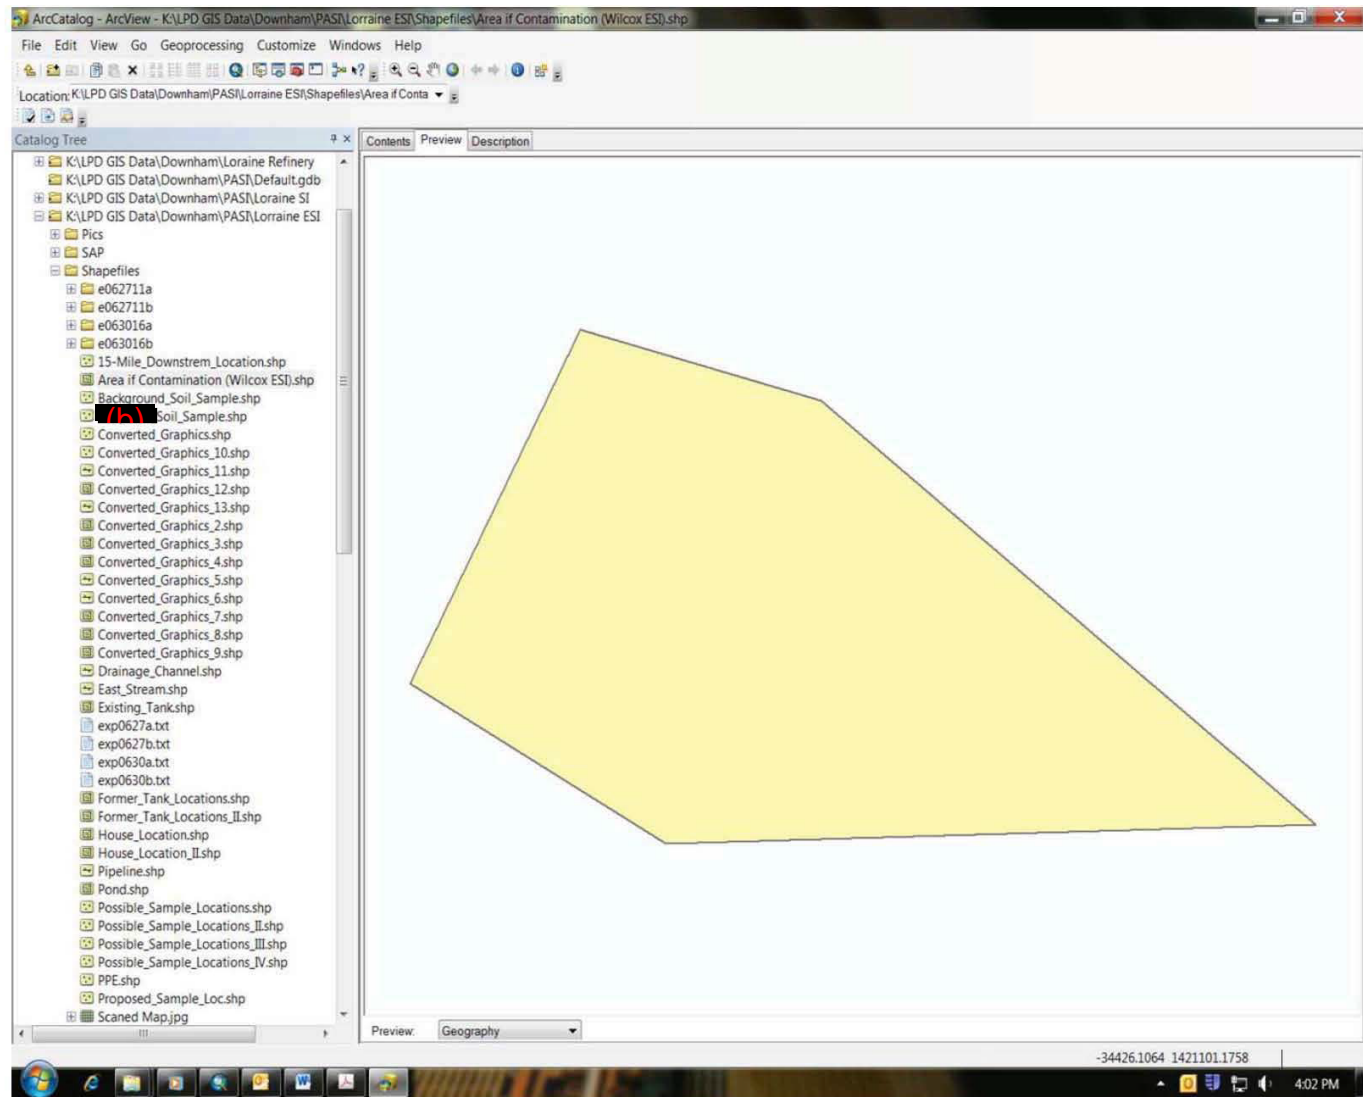 ArcCatalog - ArcView - K:\LPD GIS Data\Downham\PASI\Lorraine ESI\Shapefiles\Area if Contamination (Wilcox ESI).shp
File Edit View Go Geoprocessing Customize Windows Help
Location: K:\LPD GIS Data\Downham\PASI\Lorraine ESI\Shapefiles\Area if Conta
Catalog Tree
Contents Preview Description
K:\LPD GIS Data\Downham\Loraine Refinery
K:\LPD GIS Data\Downham\PASI\Default.gdb
K:\LPD GIS Data\Downham\PASI\Loraine SI
K:\LPD GIS Data\Downham\PASI\Lorraine ESI
Pics
SAP
Shapefiles
e062711a
e062711b
e063016a
e063016b
15-Mile_Downstrem_Location.shp
Area if Contamination (Wilcox ESI).shp
Background_Soil_Sample.shp
(b) Soil_Sample.shp
Converted_Graphics.shp
Converted_Graphics_10.shp
Converted_Graphics_11.shp
Converted_Graphics_12.shp
Converted_Graphics_13.shp
Converted_Graphics_2.shp
Converted_Graphics_3.shp
Converted_Graphics_4.shp
Converted_Graphics_5.shp
Converted_Graphics_6.shp
Converted_Graphics_7.shp
Converted_Graphics_8.shp
Converted_Graphics_9.shp
Drainage_Channel.shp
East_Stream.shp
Existing_Tank.shp
exp0627a.txt
exp0627b.txt
exp0630a.txt
exp0630b.txt
Former_Tank_Locations.shp
Former_Tank_Locations_II.shp
House_Location.shp
House_Location_II.shp
Pipeline.shp
Pond.shp
Possible_Sample_Locations.shp
Possible_Sample_Locations_II.shp
Possible_Sample_Locations_III.shp
Possible_Sample_Locations_IV.shp
PPE.shp
Proposed_Sample_Loc.shp
Scaned Map.jpg
Preview: Geography
-34426.1064 1421101.1758
4:02 PM